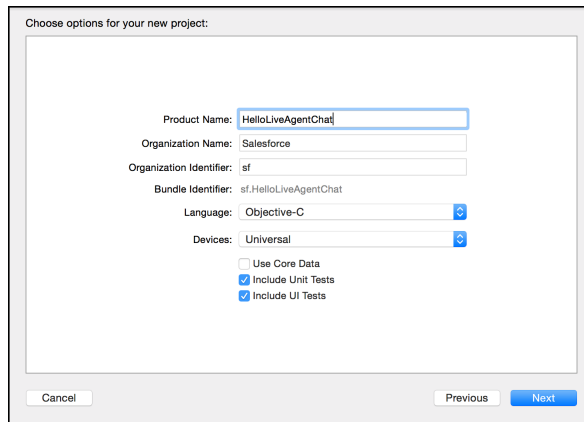 Choose options for your new project:
Product Name: HelloLiveAgentChat
Organization Name: Salesforce
Organization Identifier: sf
Bundle Identifier: sf.HelloLiveAgentChat
Language: Objective-C
Devices: Universal
Use Core Data
Include Unit Tests
Include UI Tests
Cancel Previous Next